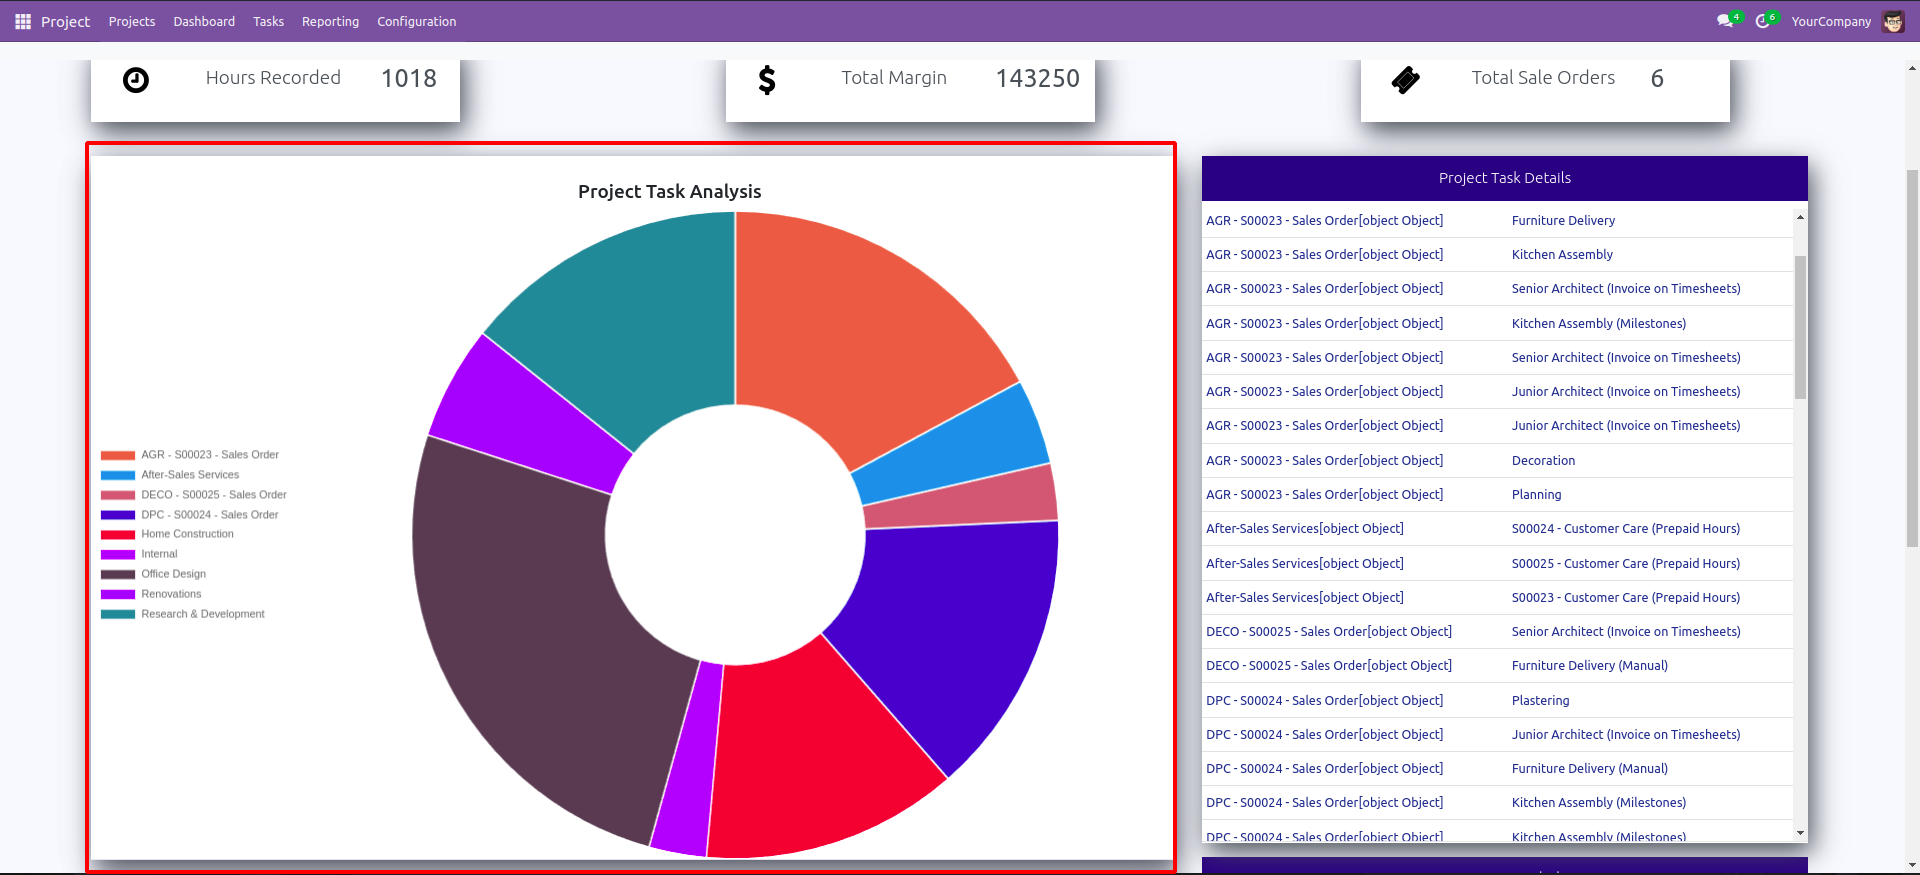 Project Projects Dashboard Tasks Reporting Configuration 4 6 YourCompany
Hours Recorded 1018
Total Margin 143250
Total Sale Orders 6
Project Task Analysis
AGR - S00023 - Sales Order
After-Sales Services
DECO - S00025 - Sales Order
DPC - S00024 - Sales Order
Home Construction
Internal
Office Design
Renovations
Research & Development
Project Task Details
AGR - S00023 - Sales Order[object Object] Furniture Delivery
AGR - S00023 - Sales Order[object Object] Kitchen Assembly
AGR - S00023 - Sales Order[object Object] Senior Architect (Invoice on Timesheets)
AGR - S00023 - Sales Order[object Object] Kitchen Assembly (Milestones)
AGR - S00023 - Sales Order[object Object] Senior Architect (Invoice on Timesheets)
AGR - S00023 - Sales Order[object Object] Junior Architect (Invoice on Timesheets)
AGR - S00023 - Sales Order[object Object] Junior Architect (Invoice on Timesheets)
AGR - S00023 - Sales Order[object Object] Decoration
AGR - S00023 - Sales Order[object Object] Planning
After-Sales Services[object Object] S00024 - Customer Care (Prepaid Hours)
After-Sales Services[object Object] S00025 - Customer Care (Prepaid Hours)
After-Sales Services[object Object] S00023 - Customer Care (Prepaid Hours)
DECO - S00025 - Sales Order[object Object] Senior Architect (Invoice on Timesheets)
DECO - S00025 - Sales Order[object Object] Furniture Delivery (Manual)
DPC - S00024 - Sales Order[object Object] Plastering
DPC - S00024 - Sales Order[object Object] Junior Architect (Invoice on Timesheets)
DPC - S00024 - Sales Order[object Object] Furniture Delivery (Manual)
DPC - S00024 - Sales Order[object Object] Kitchen Assembly (Milestones)
DPC - S00024 - Sales Order[object Object] Kitchen Assembly (Milestones)